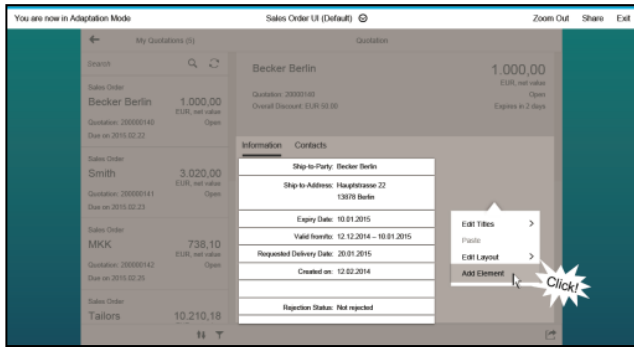 You are now in Adaptation Mode
Sales Order UI (Default)
Zoom Out Share Exit
My Quotations (5)
Quotation
Search
Sales Order
Becker Berlin 1.000,00
EUR, net value
Quotation: 200000140 Open
Due on 2015.02.22
Sales Order
Smith 3.020,00
EUR, net value
Quotation: 200000141 Open
Due on 2015.02.23
Sales Order
MKK 738,10
EUR, net value
Quotation: 200000142 Open
Due on 2015.02.25
Sales Order
Tailors 10.210,18
Becker Berlin 1.000,00
EUR, net value
Quotation: 20000140 Open
Overall Discount: EUR 50.00 Expires in 2 days
Information Contacts
Ship-to-Party: Becker Berlin
Ship-to-Address: Hauptstrasse 22
13878 Berlin
Expiry Date: 10.01.2015
Valid from/to: 12.12.2014 – 10.01.2015
Requested Delivery Date: 20.01.2015
Created on: 12.02.2014
Rejection Status: Not rejected
Edit Titles
Paste
Edit Layout
Add Element
Click!